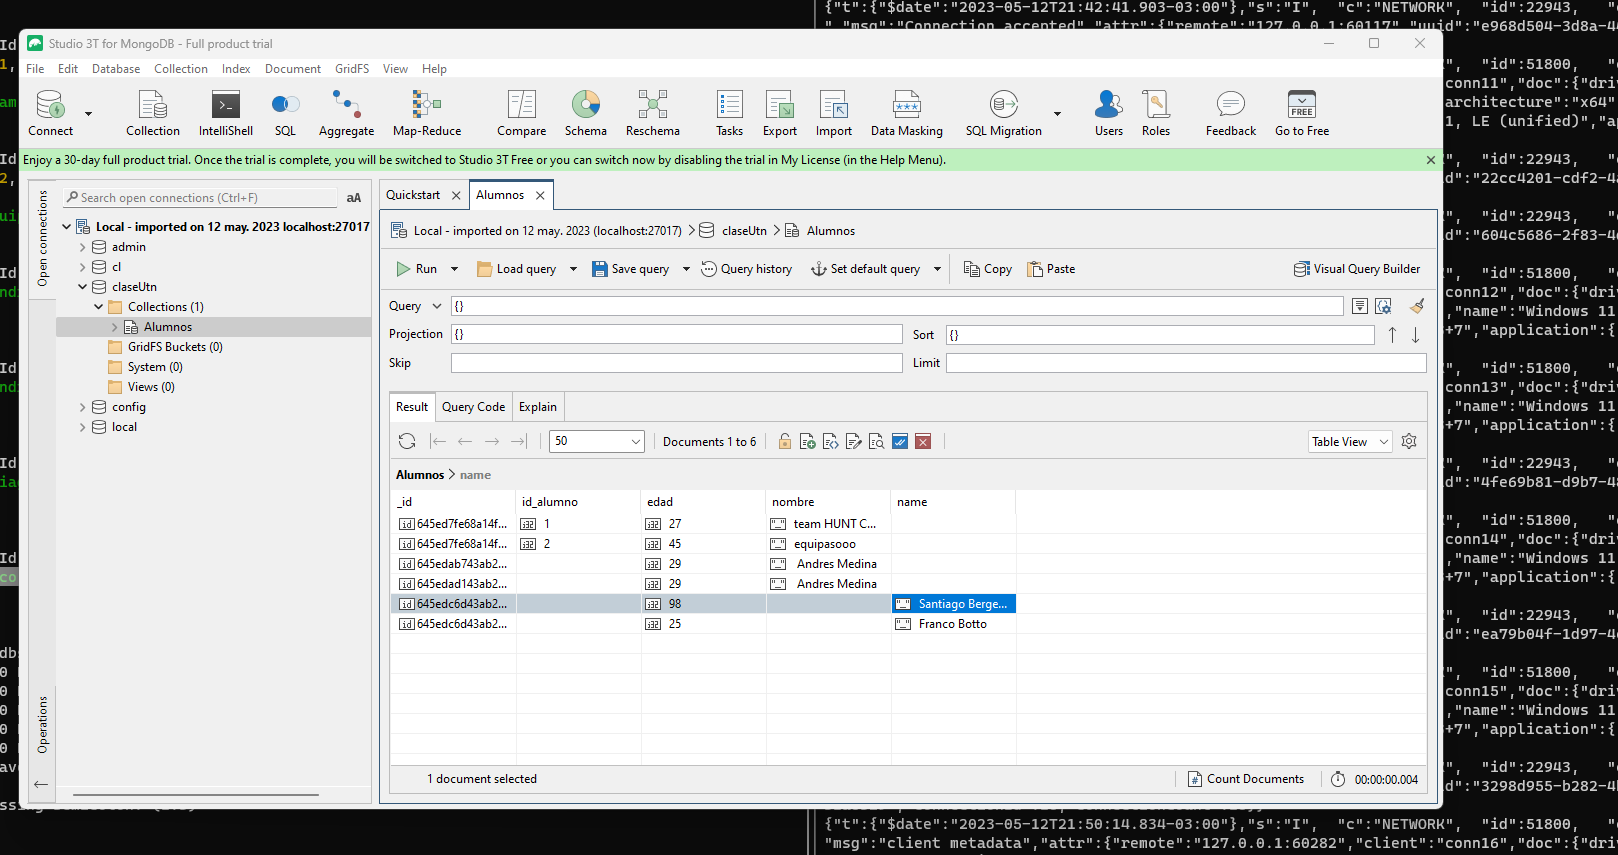 {"t":{"$date":"2023-05-12T21:42:41.903-03:00"},"s":"I", "c":"NETWORK", "id":22943,
"msg":"Connection accepted","attr":{"remote":"127.0.0.1:60117","uuid":"e968d504-3d8a-4
Studio 3T for MongoDB - Full product trial
File Edit Database Collection Index Document GridFS View Help
Connect Collection IntelliShell SQL Aggregate Map-Reduce Compare Schema Reschema Tasks Export Import Data Masking SQL Migration Users Roles Feedback Go to Free
Enjoy a 30-day full product trial. Once the trial is complete, you will be switched to Studio 3T Free or you can switch now by disabling the trial in My License (in the Help Menu).
Open connections
Search open connections (Ctrl+F) aA
Local - imported on 12 may. 2023 localhost:27017
admin
cl
claseUtn
Collections (1)
Alumnos
GridFS Buckets (0)
System (0)
Views (0)
config
local
Operations
Quickstart Alumnos
Local - imported on 12 may. 2023 (localhost:27017) claseUtn Alumnos
Run Load query Save query Query history Set default query Copy Paste Visual Query Builder
Query {}
Projection {} Sort {}
Skip Limit
Result Query Code Explain
50 Documents 1 to 6 Table View
Alumnos > name
_id id_alumno edad nombre name
645ed7fe68a14f... 1 27 team HUNT C...
645ed7fe68a14f... 2 45 equipasooo
645edab743ab2... 29 Andres Medina
645edad143ab2... 29 Andres Medina
645edc6d43ab2... 98 Santiago Berge...
645edc6d43ab2... 25 Franco Botto
1 document selected Count Documents 00:00:00.004
"id":51800,
conn11","doc":{"dri
architecture":"x64"
1, LE (unified)","a
"id":22943,
d":"22cc4201-cdf2-4
"id":22943,
d":"604c5686-2f83-4
"id":51800,
conn12","doc":{"dri
,"name":"Windows 11
+7","application":{
"id":51800,
conn13","doc":{"dri
,"name":"Windows 11
+7","application":{
"id":22943,
d":"4fe69b81-d9b7-4
"id":51800,
conn14","doc":{"dri
,"name":"Windows 11
+7","application":{
"id":22943,
d":"ea79b04f-1d97-4
"id":51800,
conn15","doc":{"dri
,"name":"Windows 11
+7","application":{
"id":22943,
d":"3298d955-b282-4
{"t":{"$date":"2023-05-12T21:50:14.834-03:00"},"s":"I", "c":"NETWORK", "id":51800,
"msg":"client metadata","attr":{"remote":"127.0.0.1:60282","client":"conn16","doc":{"dri